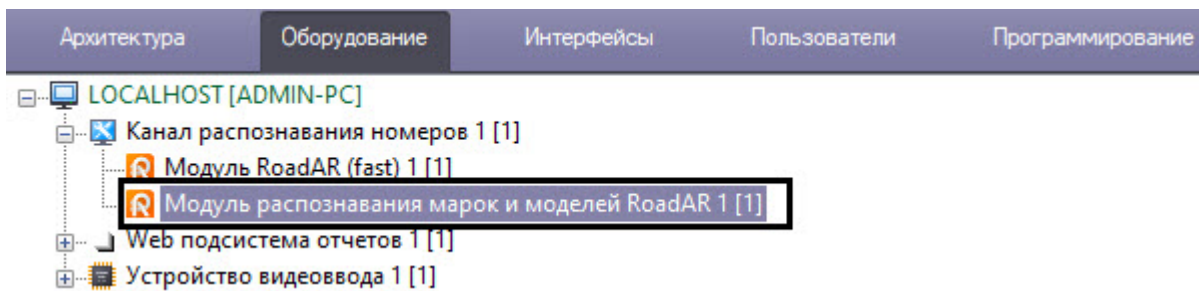 Архитектура Оборудование Интерфейсы Пользователи Программирование
LOCALHOST [ADMIN-PC]
Канал распознавания номеров 1 [1]
Модуль RoadAR (fast) 1 [1]
Модуль распознавания марок и моделей RoadAR 1 [1]
Web подсистема отчетов 1 [1]
Устройство видеоввода 1 [1]